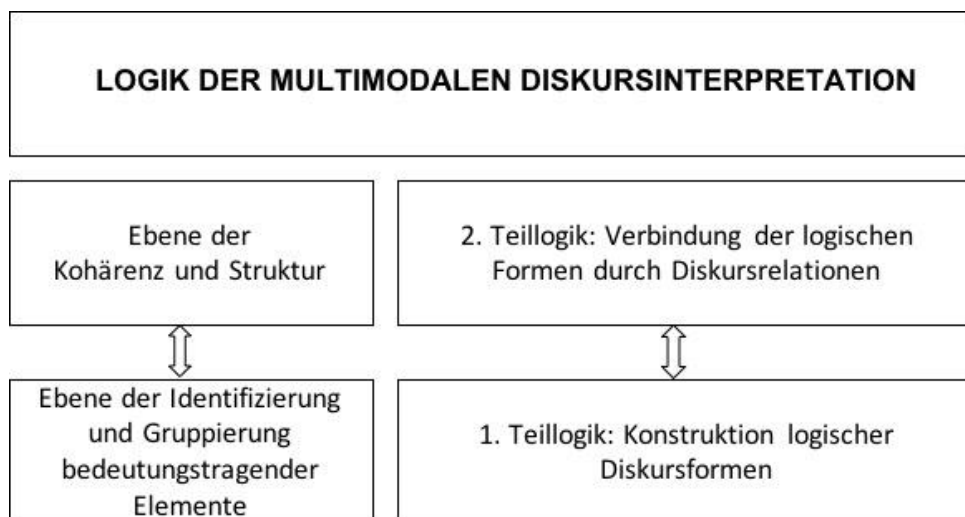 LOGIK DER MULTIMODALEN DISKURSINTERPRETATION
Ebene der
Kohärenz und Struktur
2. Teillogik: Verbindung der logischen
Formen durch Diskursrelationen
Ebene der Identifizierung
und Gruppierung
bedeutungstragender
Elemente
1. Teillogik: Konstruktion logischer
Diskursformen